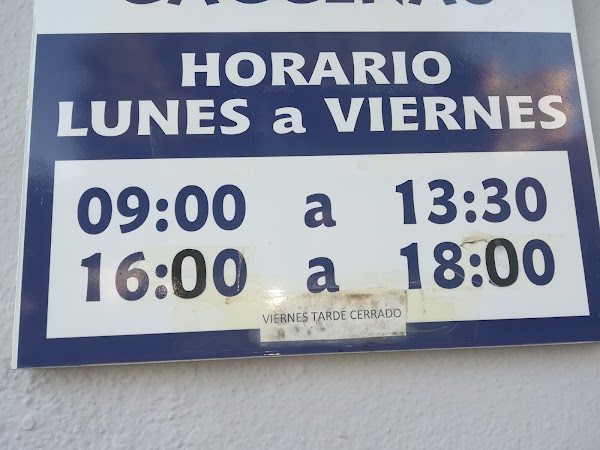 HORARIO
LUNES a VIERNES
09:00 a 13:30
16:00 a 18:00
VIERNES TARDE CERRADO